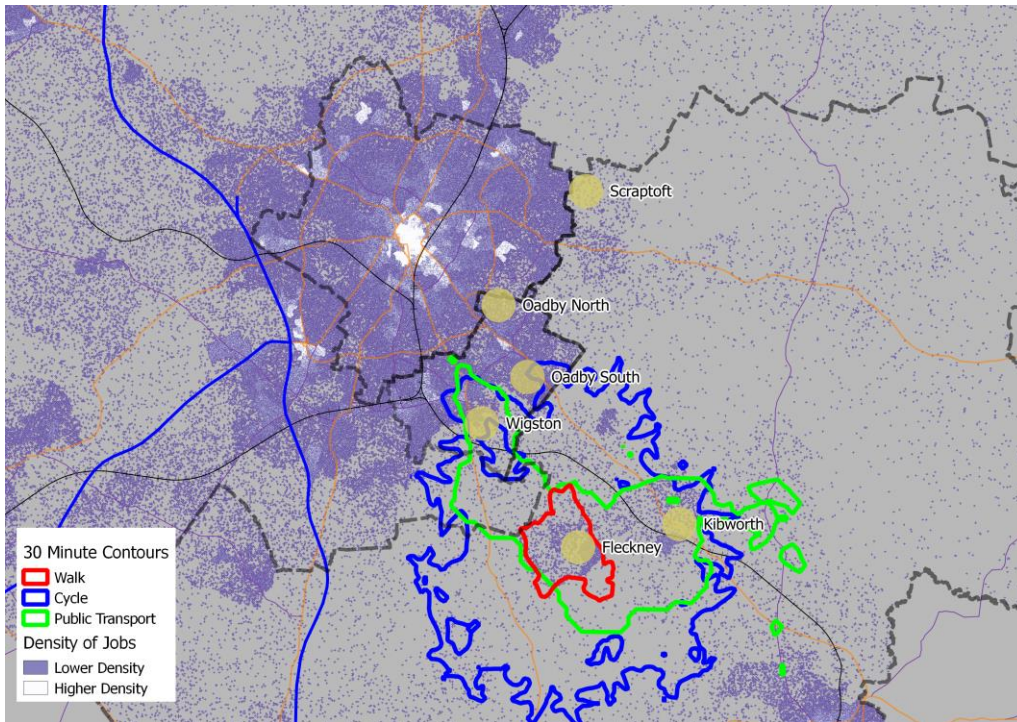 Scraptoft
Oadby North
Oadby South
Wigston
Kibworth
Fleckney
30 Minute Contours
Walk
Cycle
Public Transport
Density of Jobs
Lower Density
Higher Density